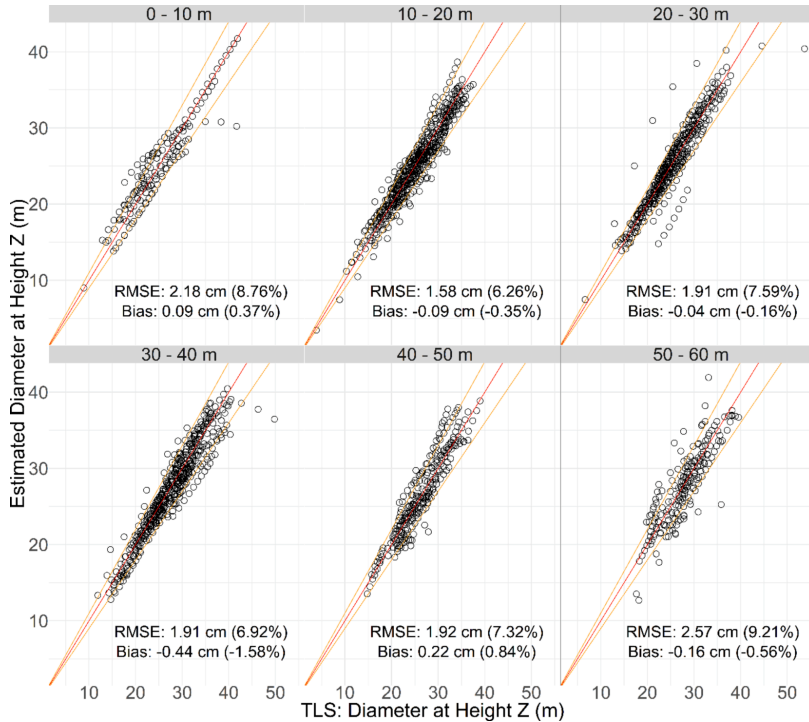 0 - 10 m
10 - 20 m
20 - 30 m
40
30
20
10
RMSE: 2.18 cm (8.76%)
Bias: 0.09 cm (0.37%)
RMSE: 1.58 cm (6.26%)
Bias: -0.09 cm (-0.35%)
RMSE: 1.91 cm (7.59%)
Bias: -0.04 cm (-0.16%)
Estimated Diameter at Height Z (m)
30 - 40 m
40 - 50 m
50 - 60 m
40
30
20
10
RMSE: 1.91 cm (6.92%)
Bias: -0.44 cm (-1.58%)
RMSE: 1.92 cm (7.32%)
Bias: 0.22 cm (0.84%)
RMSE: 2.57 cm (9.21%)
Bias: -0.16 cm (-0.56%)
10 20 30 40 50
10 20 30 40 50
10 20 30 40 50
TLS: Diameter at Height Z (m)